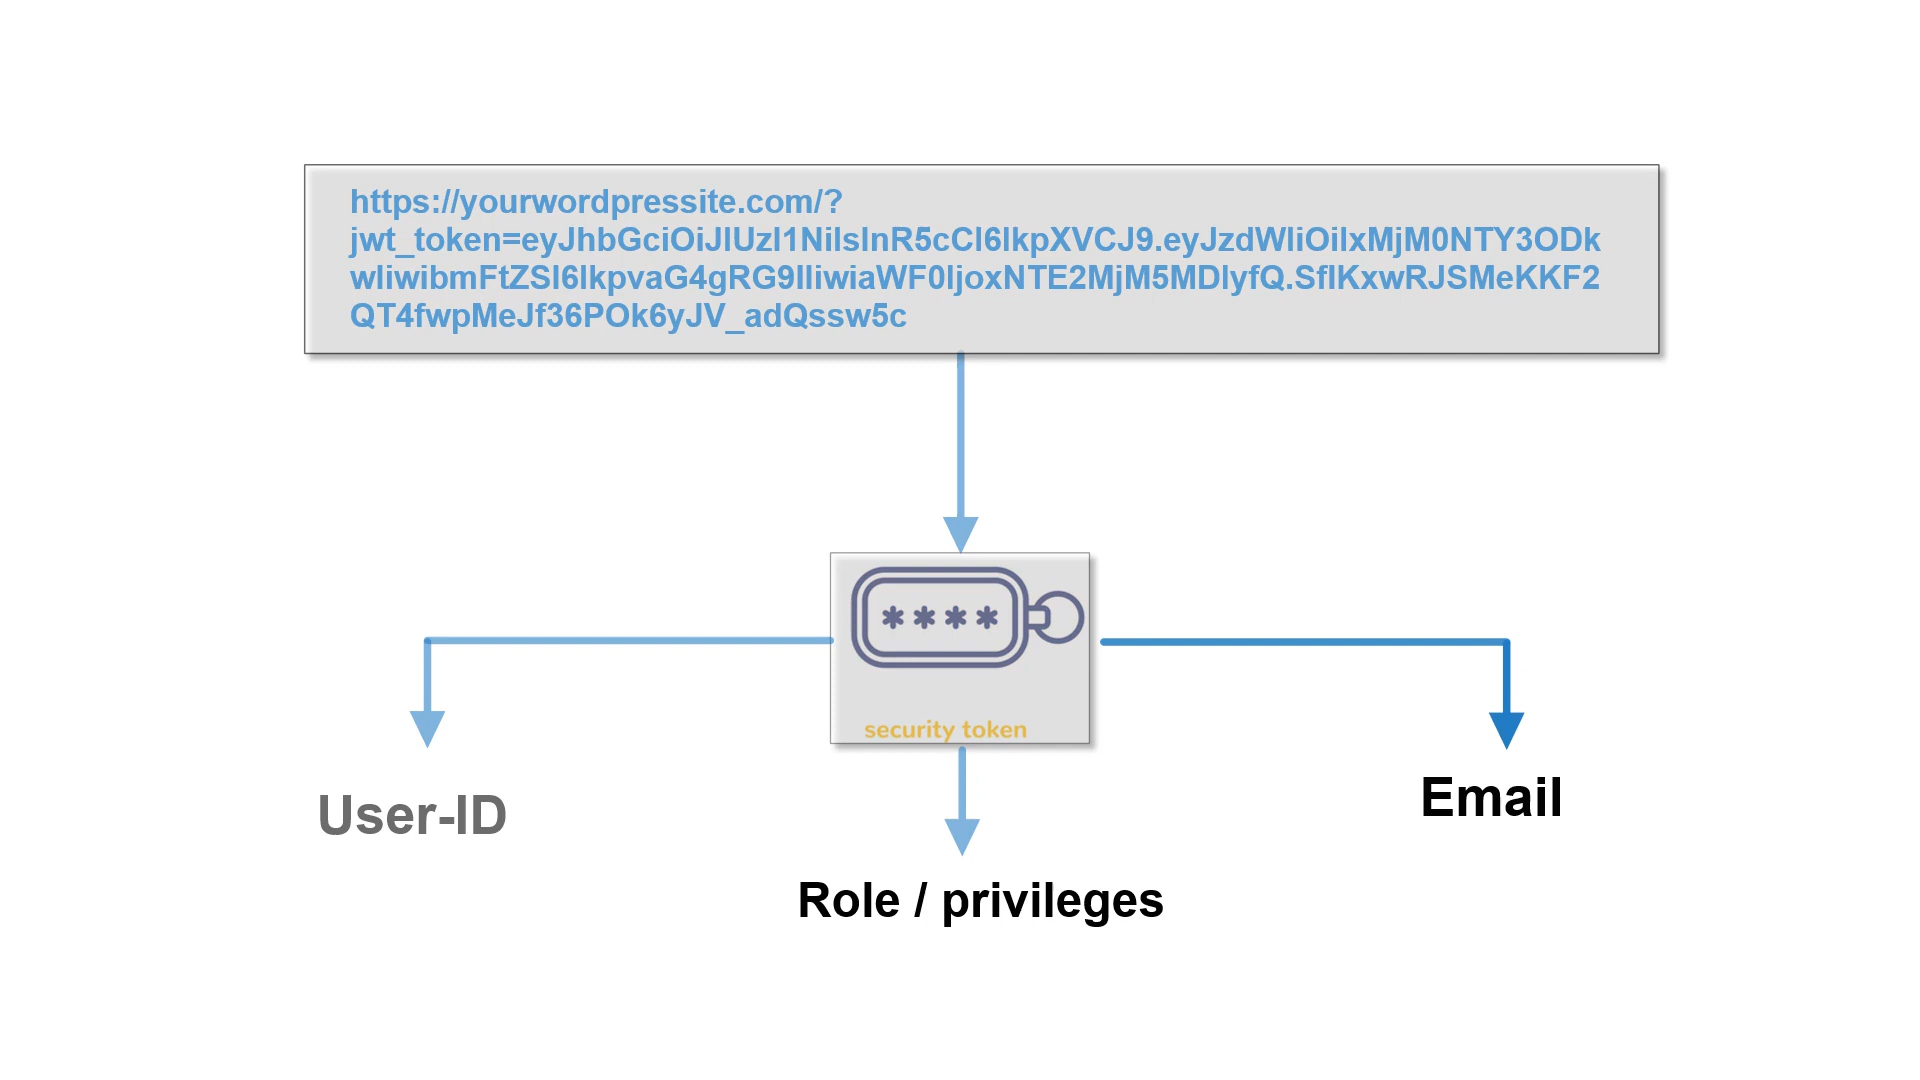 https://yourwordpressite.com/?
jwt_token=eyJhbGciOiJIUzI1NiIsInR5cCI6IkpXVCJ9.eyJzdWIiOiIxMjM0NTY3ODk
wIiwibmFtZSI6IkpvaG4gRG9lIiwiaWF0IjoxNTE2MjM5MDIyfQ.SflKxwRJSMeKKF2
QT4fwpMeJf36POk6yJV_adQssw5c
****
security token
User-ID
Email
Role / privileges